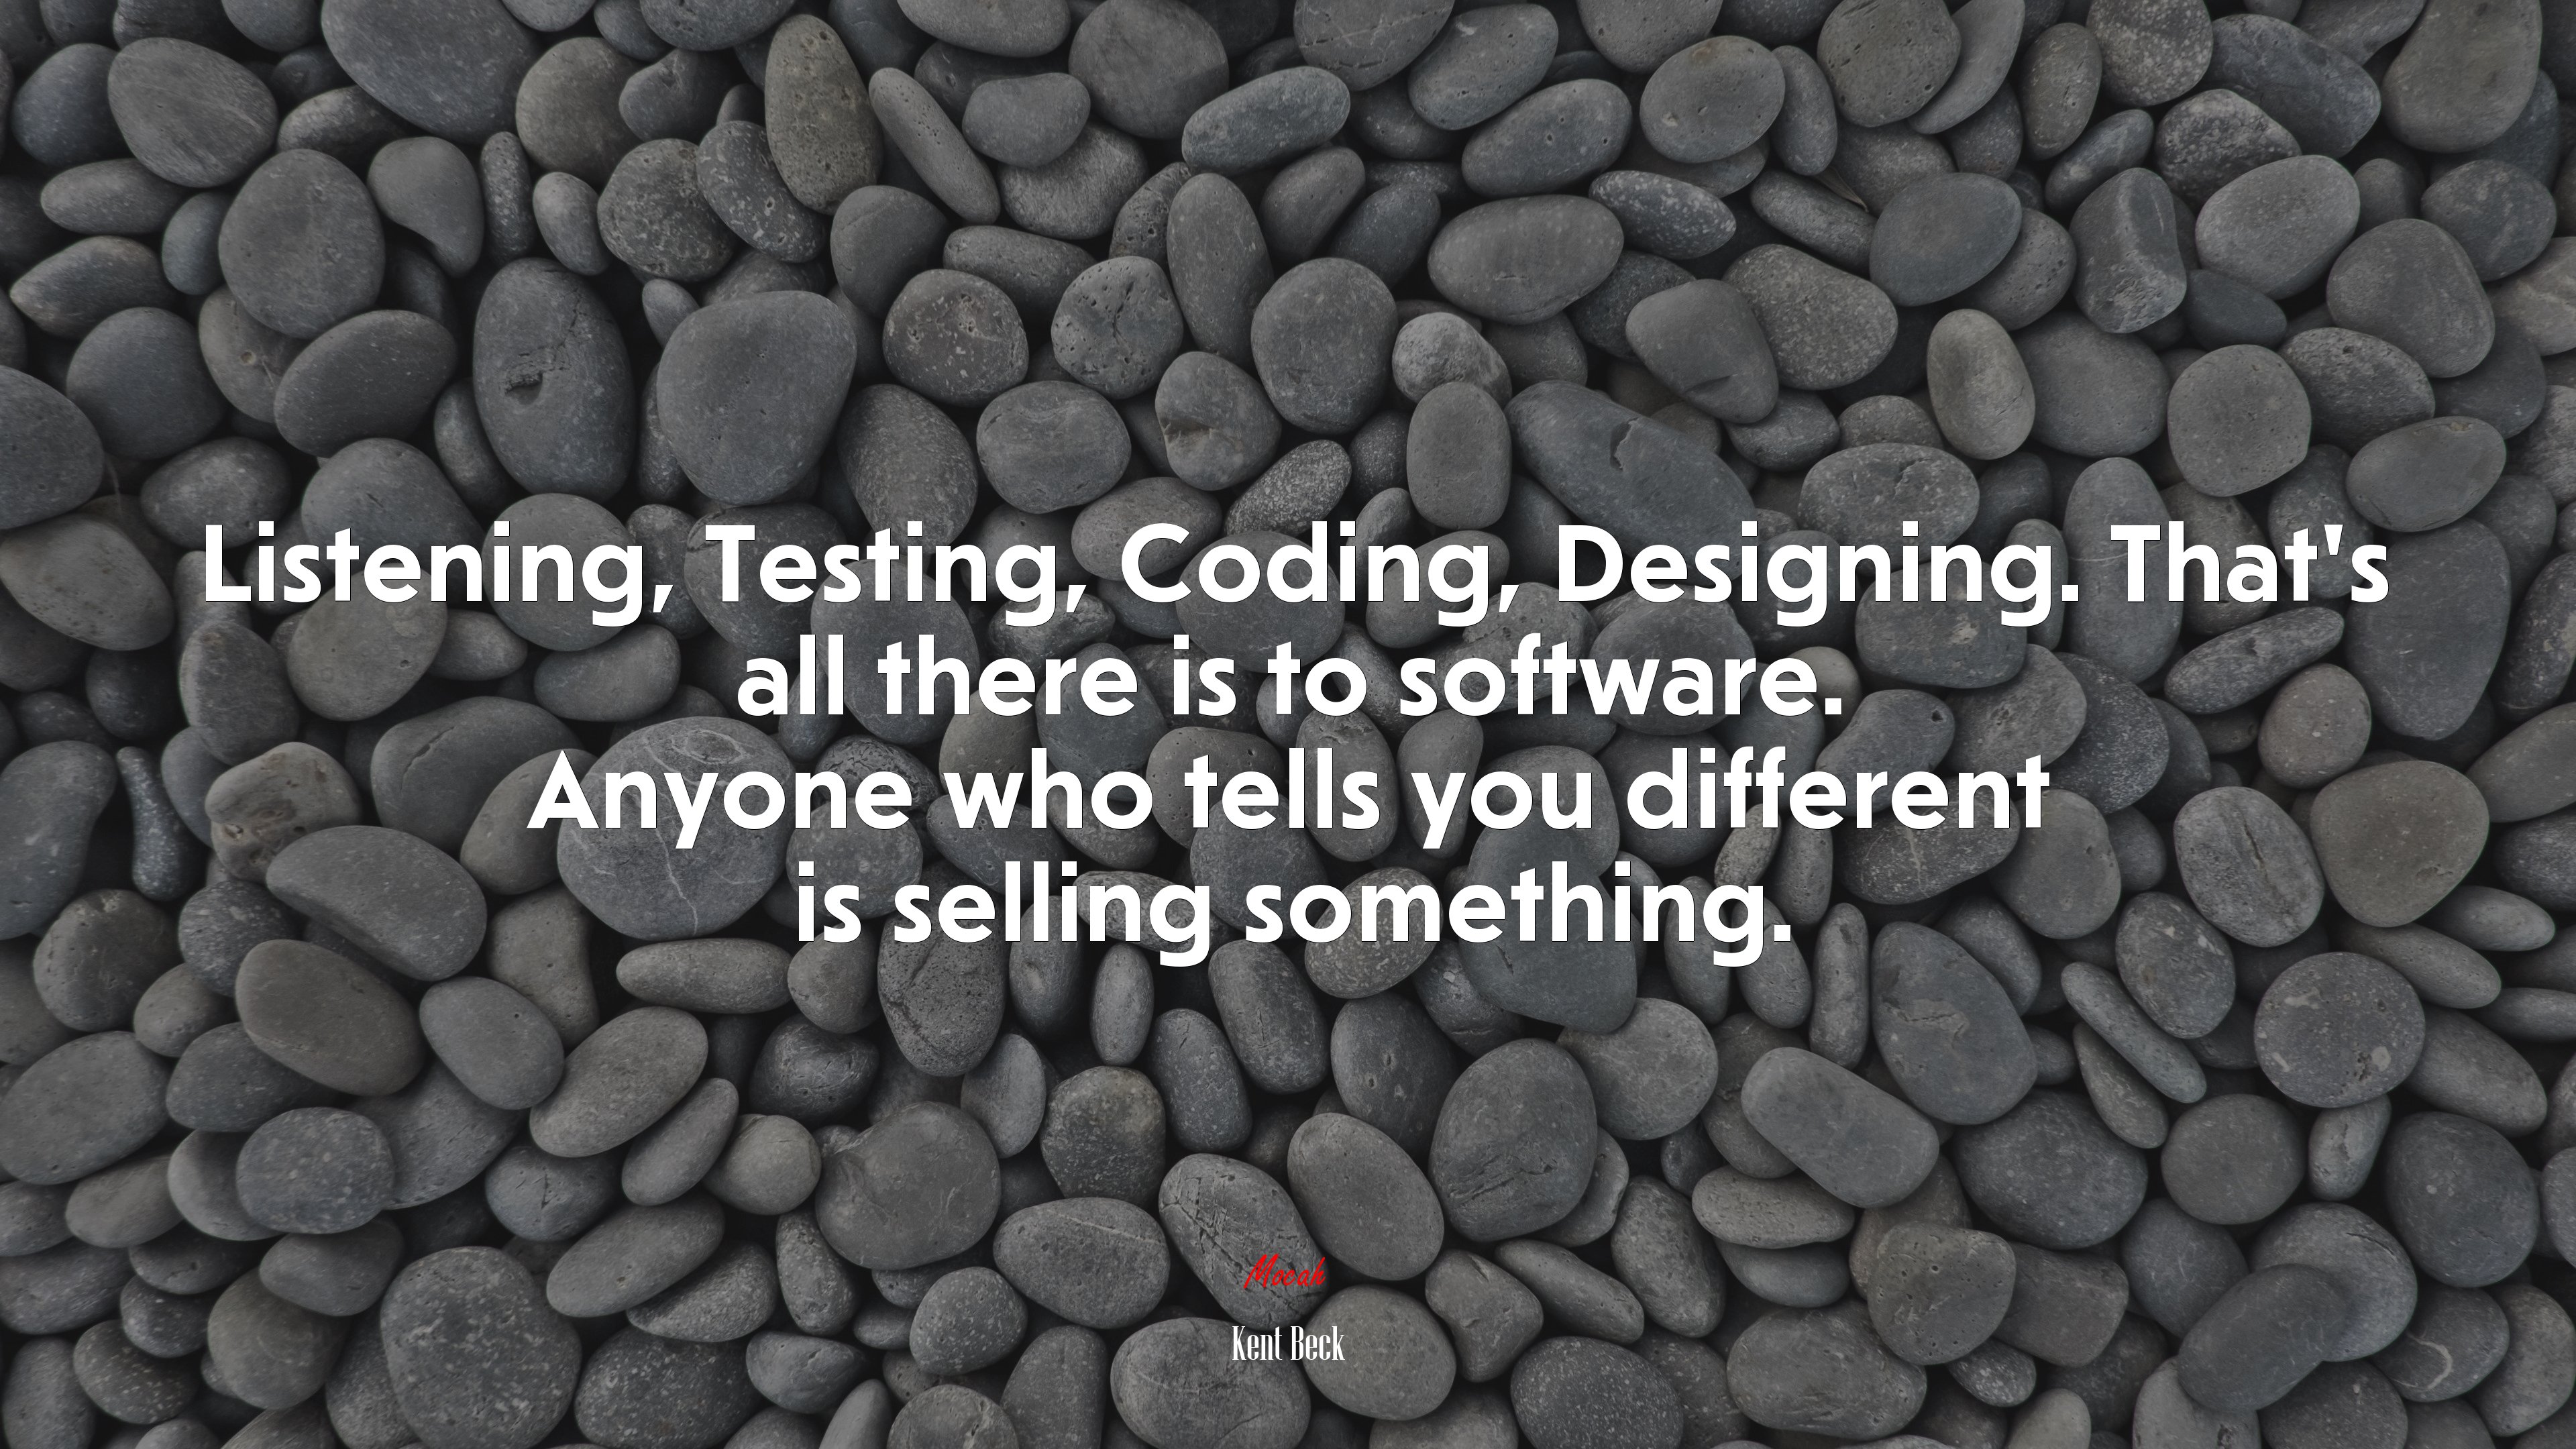 Listening, Testing, Coding, Designing. That's
all there is to software.
Anyone who tells you different
is selling something.
Mocah
Kent Beck